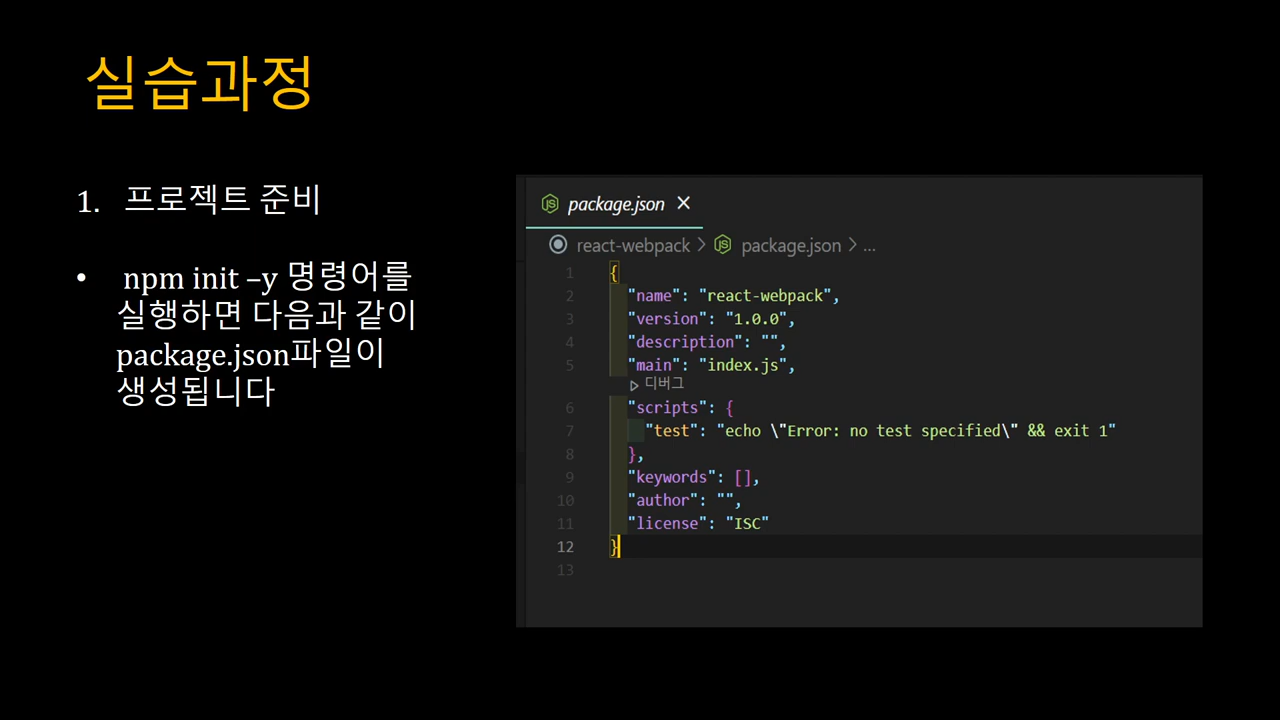 실습과정
1. 프로젝트 준비
• npm init –y 명령어를
실행하면 다음과 같이
package.json파일이
생성됩니다
package.json ×
react-webpack > package.json > ...
1 {
2 "name": "react-webpack",
3 "version": "1.0.0",
4 "description": "",
5 "main": "index.js",
▷ 디버그
6 "scripts": {
7 "test": "echo \"Error: no test specified\" && exit 1"
8 },
9 "keywords": [],
10 "author": "",
11 "license": "ISC"
12 }
13